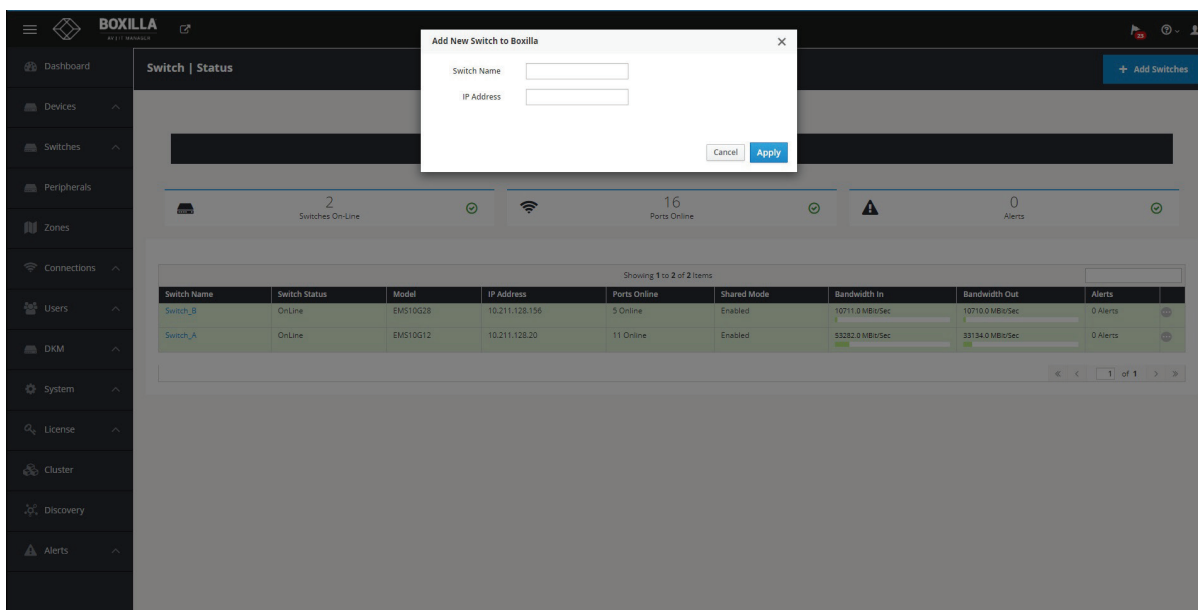 BOXILLA
Add New Switch to Boxilla
25
Dashboard
Switch | Status
Switch Name
IP Address
+ Add Switches
Devices
Switches
Cancel
Apply
Peripherals
2
Switches On-Line
16
Ports Online
0
Alerts
Zones
Connections
Showing 1 to 2 of 2 Items
Switch Name Switch Status Model IP Address Ports Online Shared Mode Bandwidth In Bandwidth Out Alerts
Users
Switch_B OnLine EMS10G28 10.211.128.156 5 Online Enabled 10711.0 MBit/Sec 10710.0 MBit/Sec 0 Alerts
Switch_A OnLine EMS10G12 10.211.128.20 11 Online Enabled 53282.0 MBit/Sec 33134.0 MBit/Sec 0 Alerts
DKM
1 of 1
System
License
Cluster
Discovery
Alerts